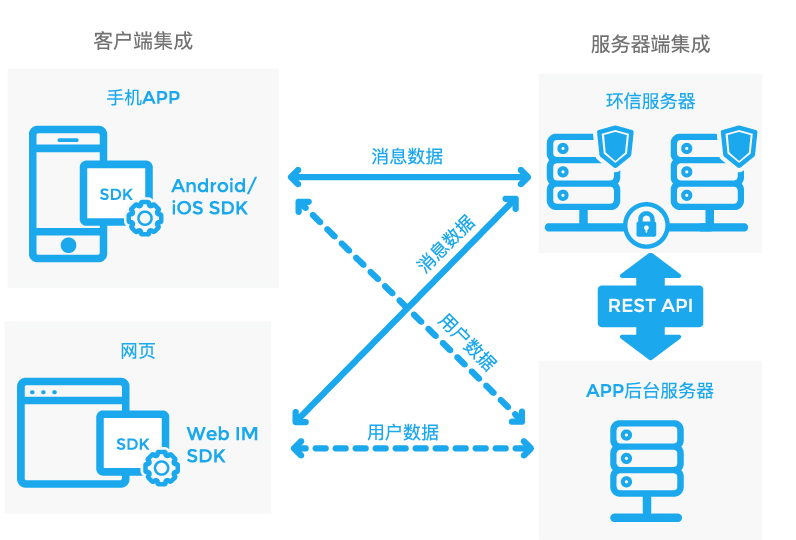 客户端集成
服务器端集成
手机APP
SDK
Android/
iOS SDK
消息数据
环信服务器
消息数据
用户数据
REST API
网页
SDK
Web IM
SDK
用户数据
APP后台服务器